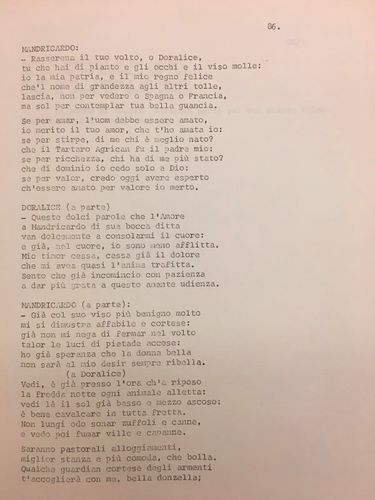 86.
MANDRICARDO:
- Rasserena il tuo volto, o Doralice,
tu che hai di pianto e gli occhi e il viso molle:
io la mia patria, e il mio regno felice
che'l nome di grandezza agli altri tolle,
lascia, non per vedere o Spagna o Francia,
ma sol per contemplar tua bella guancia.
Se per amar, l'uom debbe essere amato,
io merito il tuo amor, che t'ho amata io:
se per stirpe, di me chi è meglio nato?
che il Tartaro Agrican fu il padre mio:
se per ricchezza, chi ha di me più stato?
che di dominio io cedo solo a Dio:
se per valor, credo oggi avere esperto
ch'essere amato per valore io merto.
DORALICE (a parte)
- Queste dolci parole che l'Amore
a Mandricardo di sua bocca ditta
van dolcemente a consolarmi il cuore:
e già, nel cuore, io sono meno afflitta.
Mio timor cessa, cessa già il dolore
che mi avea quasi l'anima trafitta.
Sento che già incomincio con pazienza
a dar più grata a questo amante udienza.
MANDRICARDO (a parte):
- Già col suo viso più benigno molto
mi si dimostra affabile e cortese:
già non mi nega di fermar nel volto
talor le luci di pietade accese:
ho già speranza che la donna bella
non sarà al mio desir sempre ribella.
(a Doralice)
Vedi, è già presso l'ora ch'a riposo
la fredda notte ogni animale alletta:
vedi là il sol già basso e mezzo ascoso:
è bene cavalcare in tutta fretta.
Non lungi odo sonar zuffoli e canne,
e vedo poi fumar ville e capanne.
Saranno pastorali alloggiamenti,
miglior stanza e più comoda, che bella.
Qualche guardian cortese degli armenti
t'accoglierà con me, bella donzella;